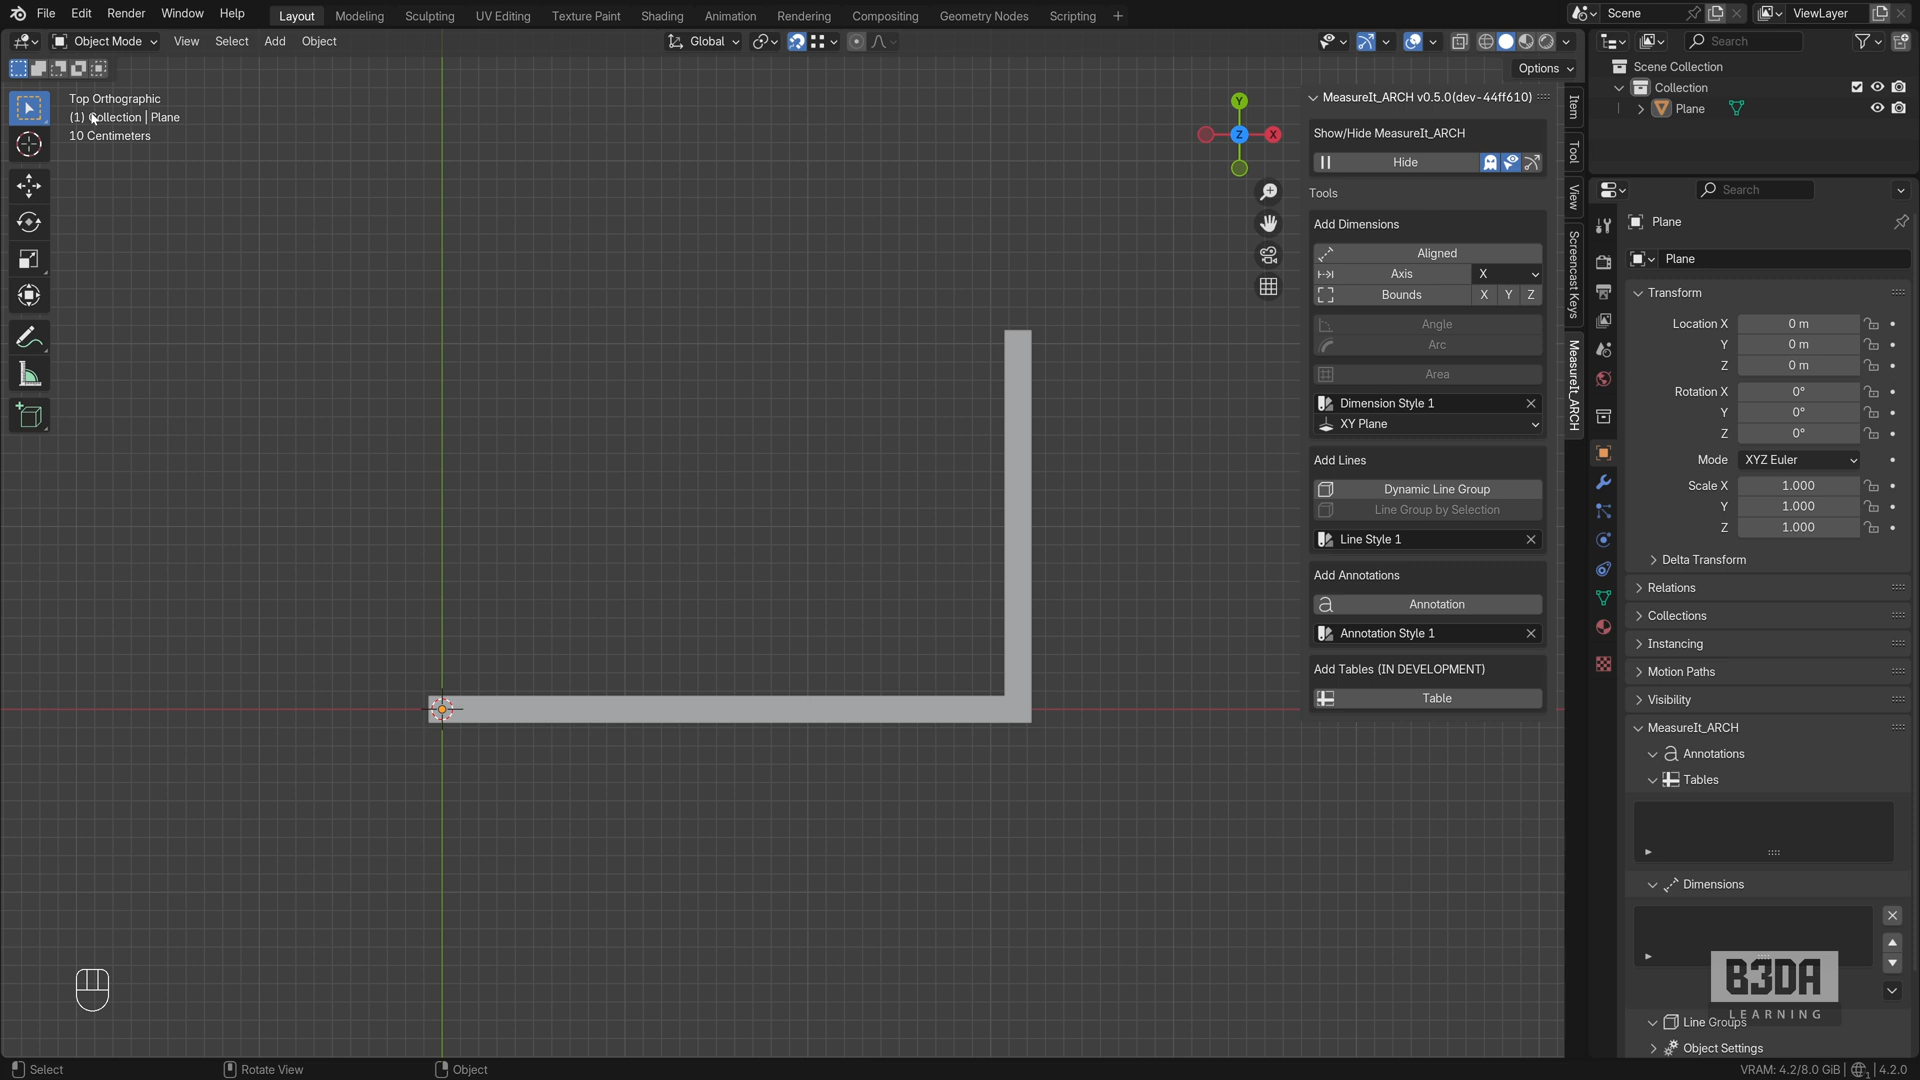 File Edit Render Window Help Layout Modeling Sculpting UV Editing Texture Paint Shading Animation Rendering Compositing Geometry Nodes Scripting + Scene ViewLayer
Object Mode View Select Add Object Global Search
Options
Top Orthographic
(1) Collection | Plane
10 Centimeters
Y
Z
X
MeasureIt_ARCH v0.5.0(dev-44ff610)
Show/Hide MeasureIt_ARCH
Hide
Tools
Add Dimensions
Aligned
Axis X
Bounds X Y Z
Angle
Arc
Area
Dimension Style 1
XY Plane
Add Lines
Dynamic Line Group
Line Group by Selection
Line Style 1
Add Annotations
Annotation
Annotation Style 1
Add Tables (IN DEVELOPMENT)
Table
Item
Tool
View
Screencast Keys
MeasureIt_ARCH
Scene Collection
Collection
Plane
Search
Plane
Plane
Transform
Location X 0 m
Y 0 m
Z 0 m
Rotation X 0°
Y 0°
Z 0°
Mode XYZ Euler
Scale X 1.000
Y 1.000
Z 1.000
Delta Transform
Relations
Collections
Instancing
Motion Paths
Visibility
MeasureIt_ARCH
Annotations
Tables
Dimensions
B3DA
LEARNING
Line Groups
Object Settings
Select Rotate View Object VRAM: 4.2/8.0 GiB 1 4.2.0